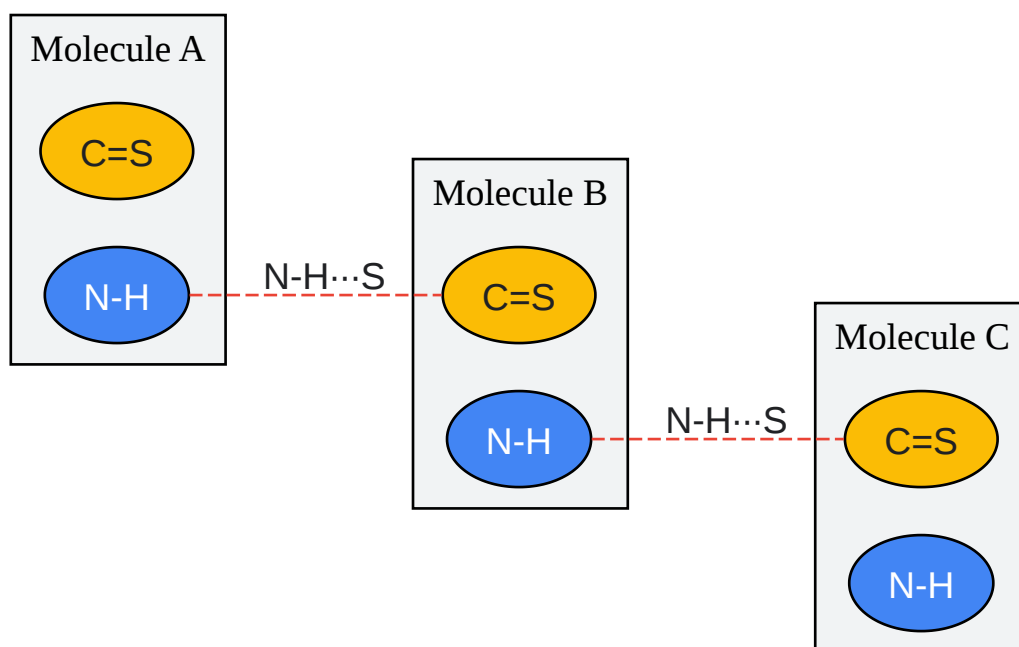 Molecule A
C=S
N-H
N-H···S
Molecule B
C=S
N-H
N-H···S
Molecule C
C=S
N-H